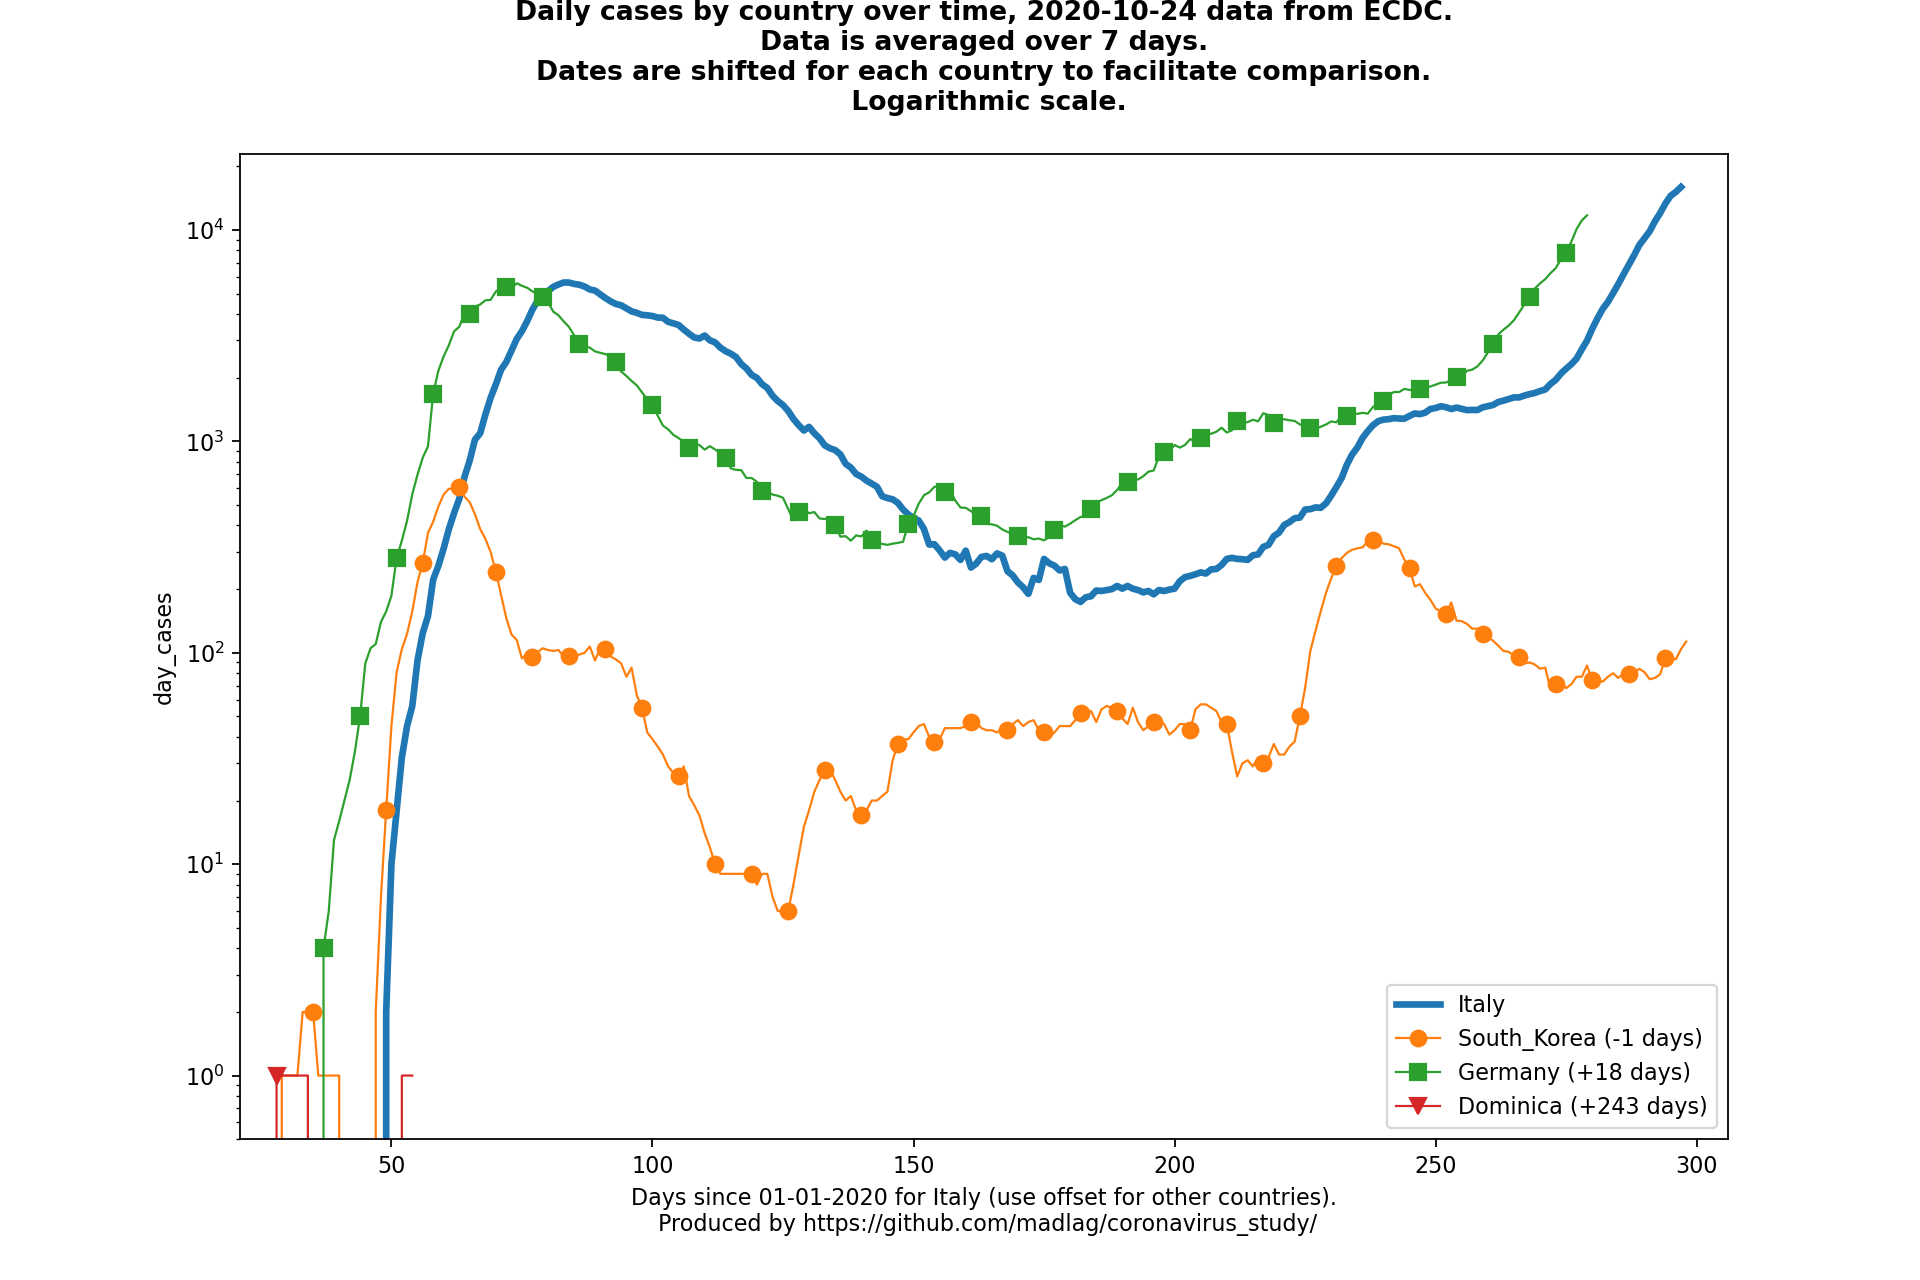 Daily cases by country over time, 2020-10-24 data from ECDC.
Data is averaged over 7 days.
Dates are shifted for each country to facilitate comparison.
Logarithmic scale.
day_cases
10⁴
10³
10²
10¹
10⁰
50 100 150 200 250 300
Italy
South_Korea (-1 days)
Germany (+18 days)
Dominica (+243 days)
Days since 01-01-2020 for Italy (use offset for other countries).
Produced by https://github.com/madlag/coronavirus_study/